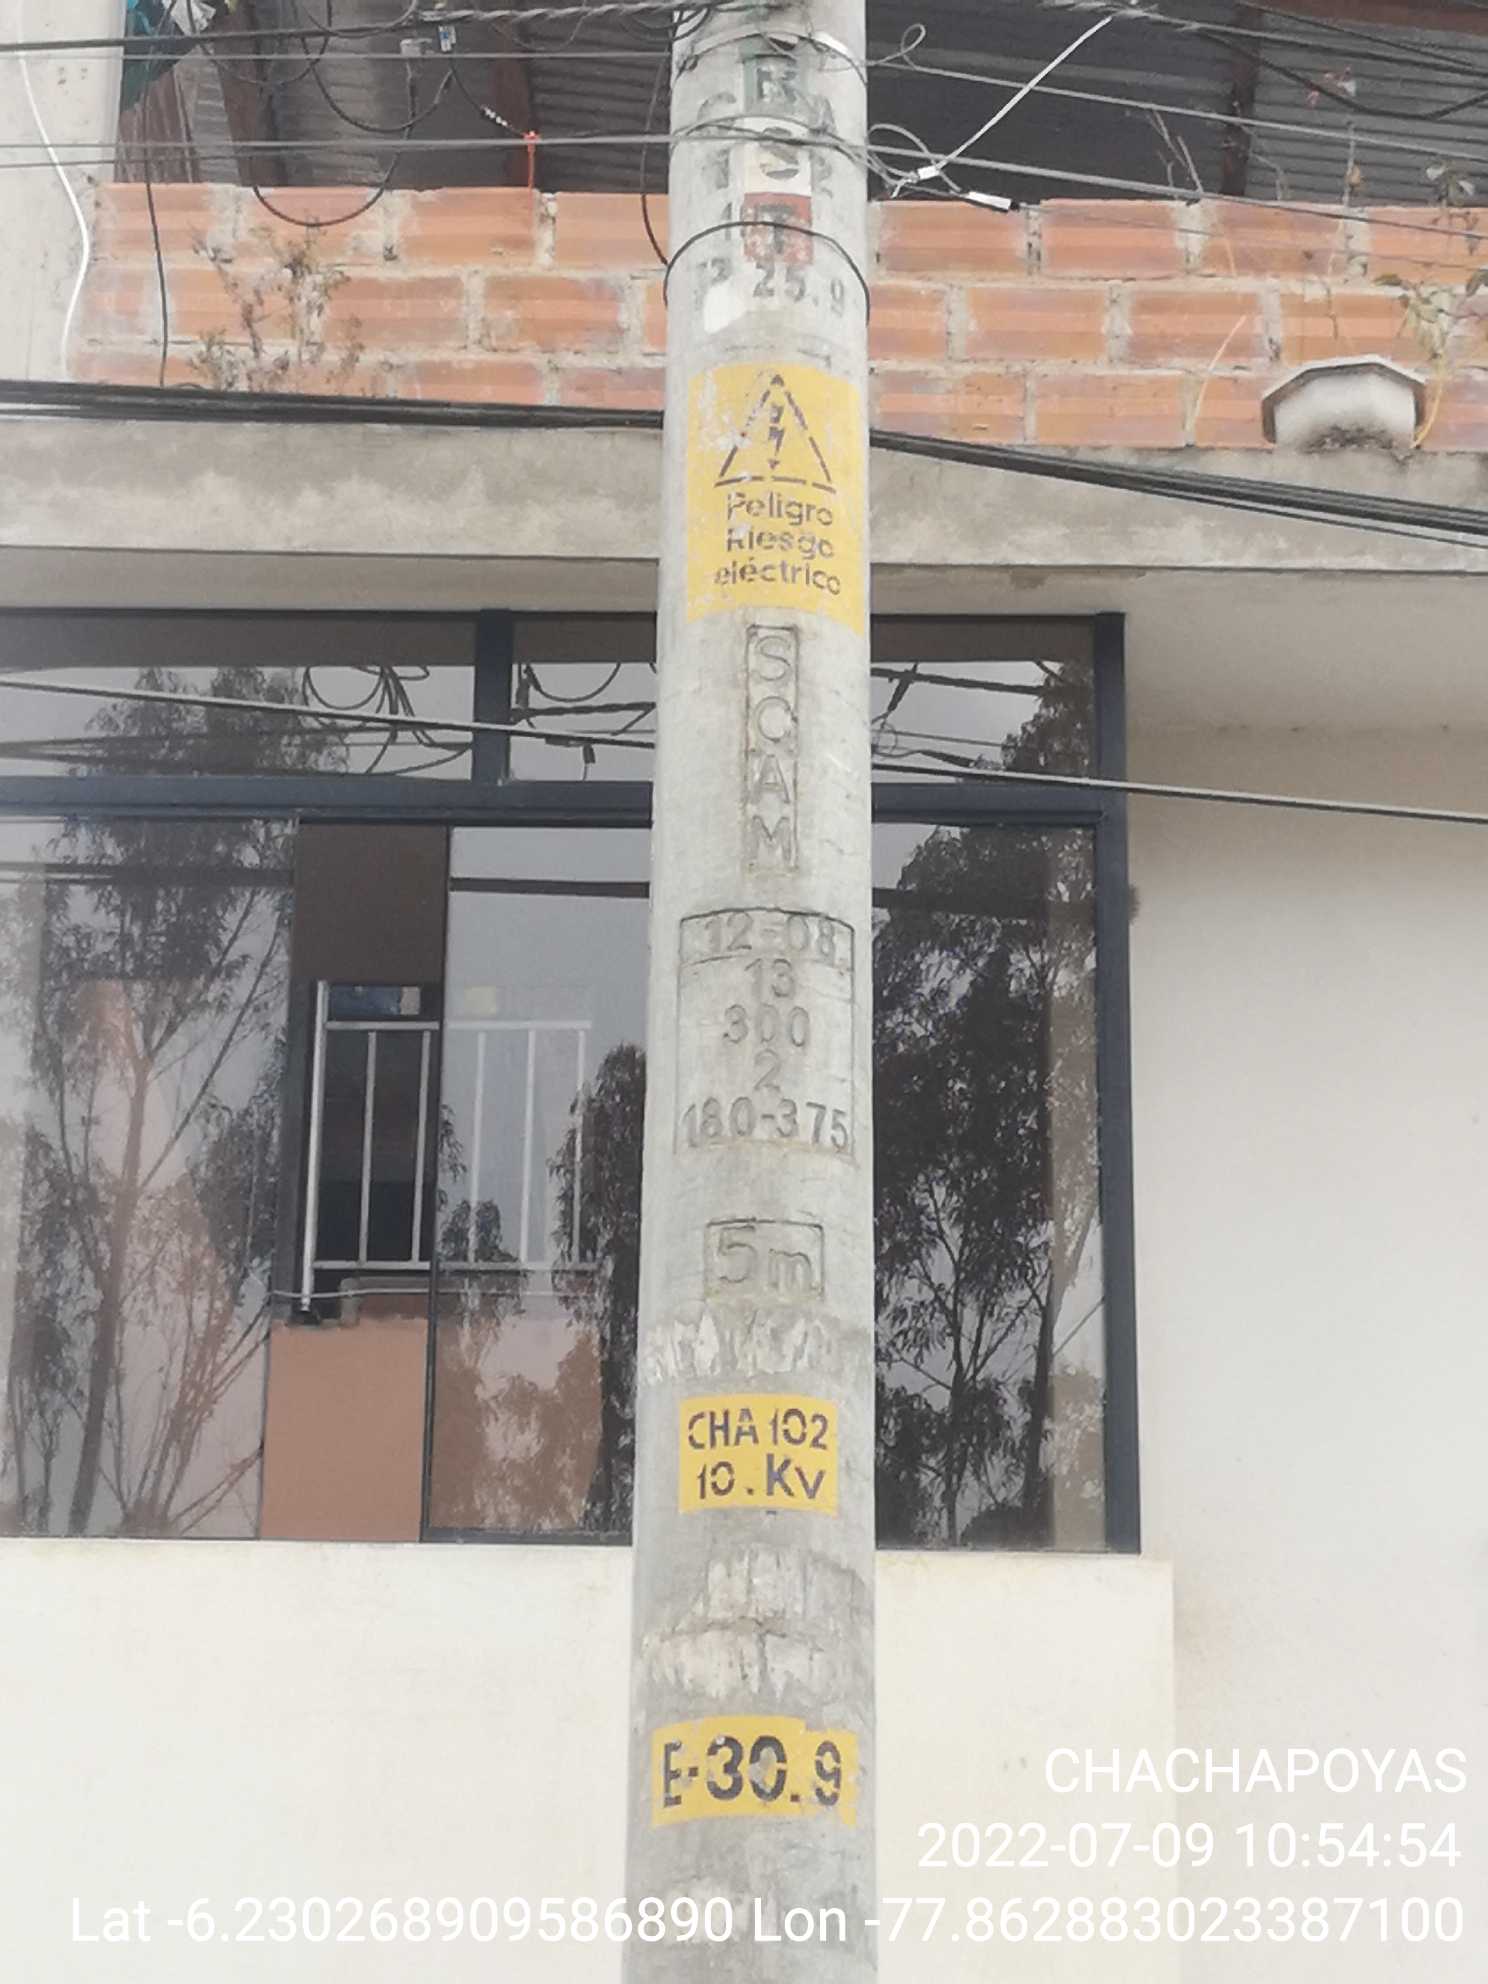 R
S
T
25.9
Peligro
Riesgo
eléctrico
SCAM
12-08
13
300
2
180-375
5m
CHA 102
10.KV
E-30.9
CHACHAPOYAS
2022-07-09 10:54:54
Lat -6.230268909586890 Lon -77.862883023387100